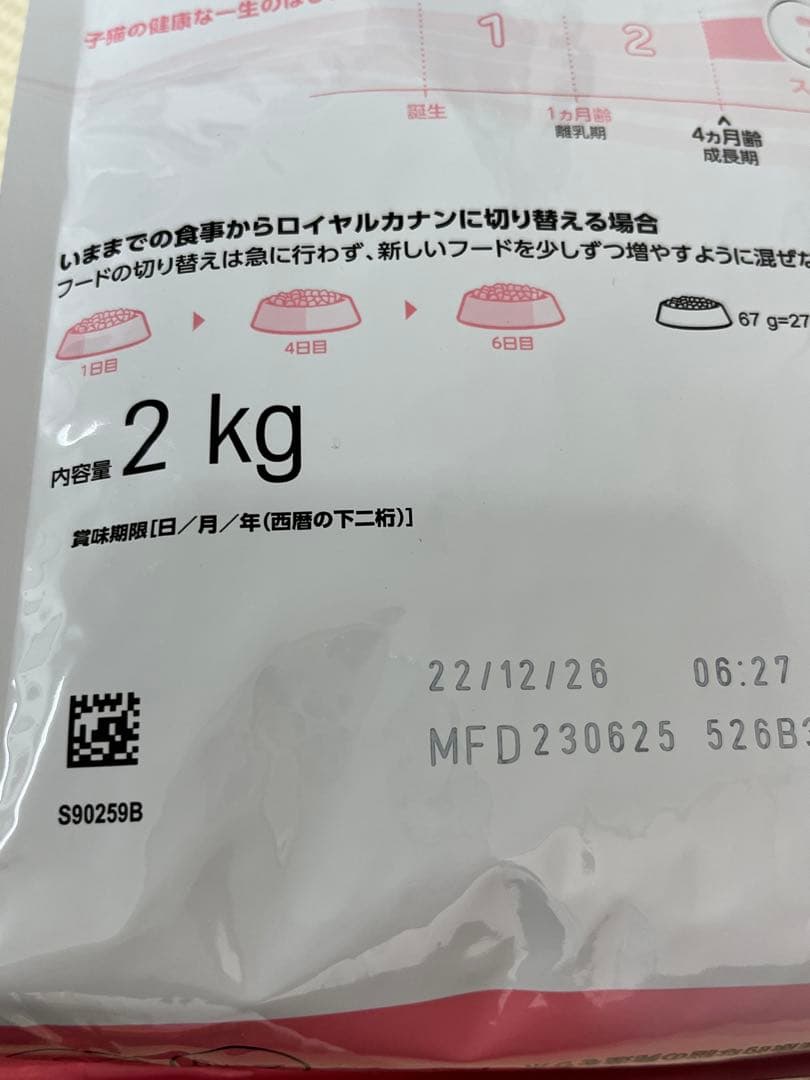 子猫の健康な一生の
1
2
誕生
1ヵ月齢
離乳期
4ヵ月齢
成長期
ス
いままでの食事からロイヤルカナンに切り替える場合
フードの切り替えは急に行わず、新しいフードを少しずつ増やすように混ぜな
1日目
4日目
6日目
67 g=27
内容量 2 kg
賞味期限[日/月/年(西暦の下二桁)]
22/12/26 06:27
MFD 230625 526B
S90259B